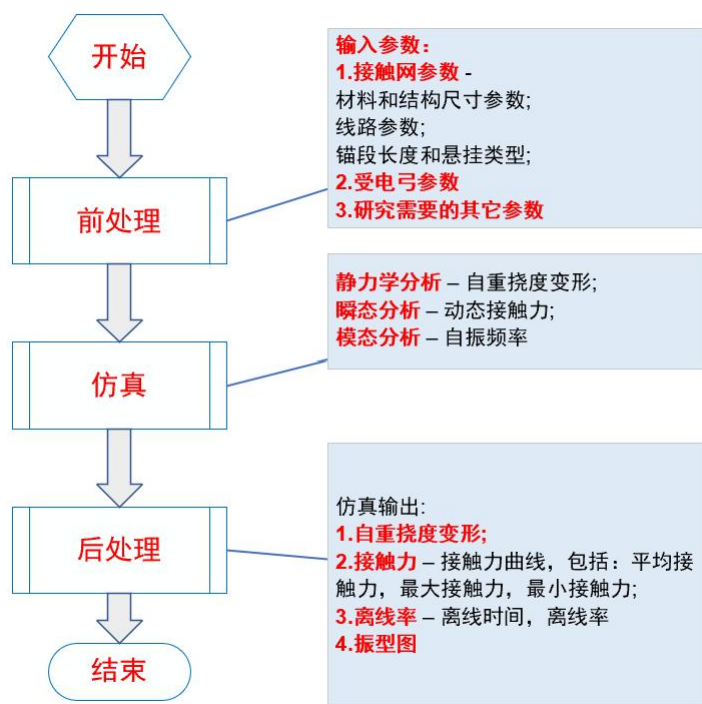 开始
输入参数：
1.接触网参数 -
材料和结构尺寸参数;
线路参数;
锚段长度和悬挂类型;
2.受电弓参数
3.研究需要的其它参数
前处理
静力学分析 – 自重挠度变形;
瞬态分析 – 动态接触力;
模态分析 – 自振频率
仿真
仿真输出:
1.自重挠度变形;
2.接触力 – 接触力曲线，包括：平均接
触力，最大接触力，最小接触力;
3.离线率 – 离线时间，离线率
4.振型图
后处理
结束